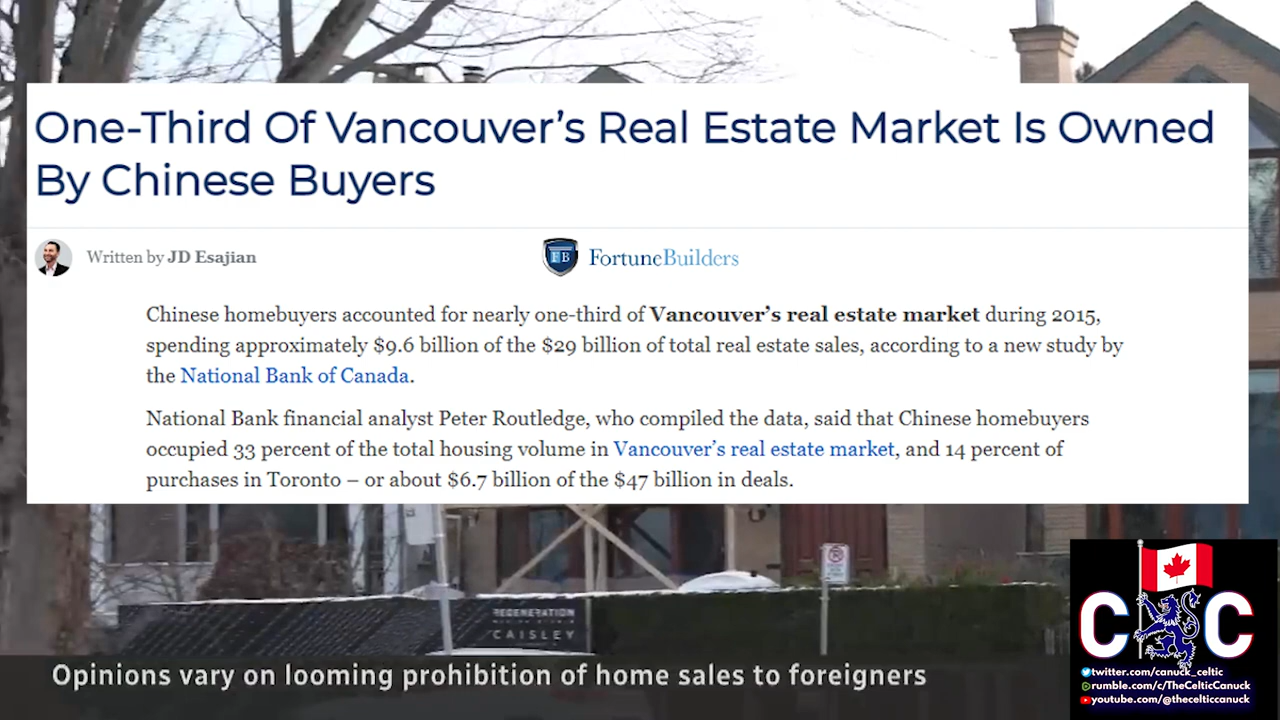 One-Third Of Vancouver's Real Estate Market Is Owned
By Chinese Buyers
Written by JD Esajian
FB
FortuneBuilders
Chinese homebuyers accounted for nearly one-third of Vancouver's real estate market during 2015,
spending approximately $9.6 billion of the $29 billion of total real estate sales, according to a new study by
the National Bank of Canada.
National Bank financial analyst Peter Routledge, who compiled the data, said that Chinese homebuyers
occupied 33 percent of the total housing volume in Vancouver's real estate market, and 14 percent of
purchases in Toronto – or about $6.7 billion of the $47 billion in deals.
REGENERATION
CAISLEY
Opinions vary on looming prohibition of home sales to foreigners
C C
twitter.com/canuck_celtic
rumble.com/c/TheCelticCanuck
youtube.com/@thecelticcanuck